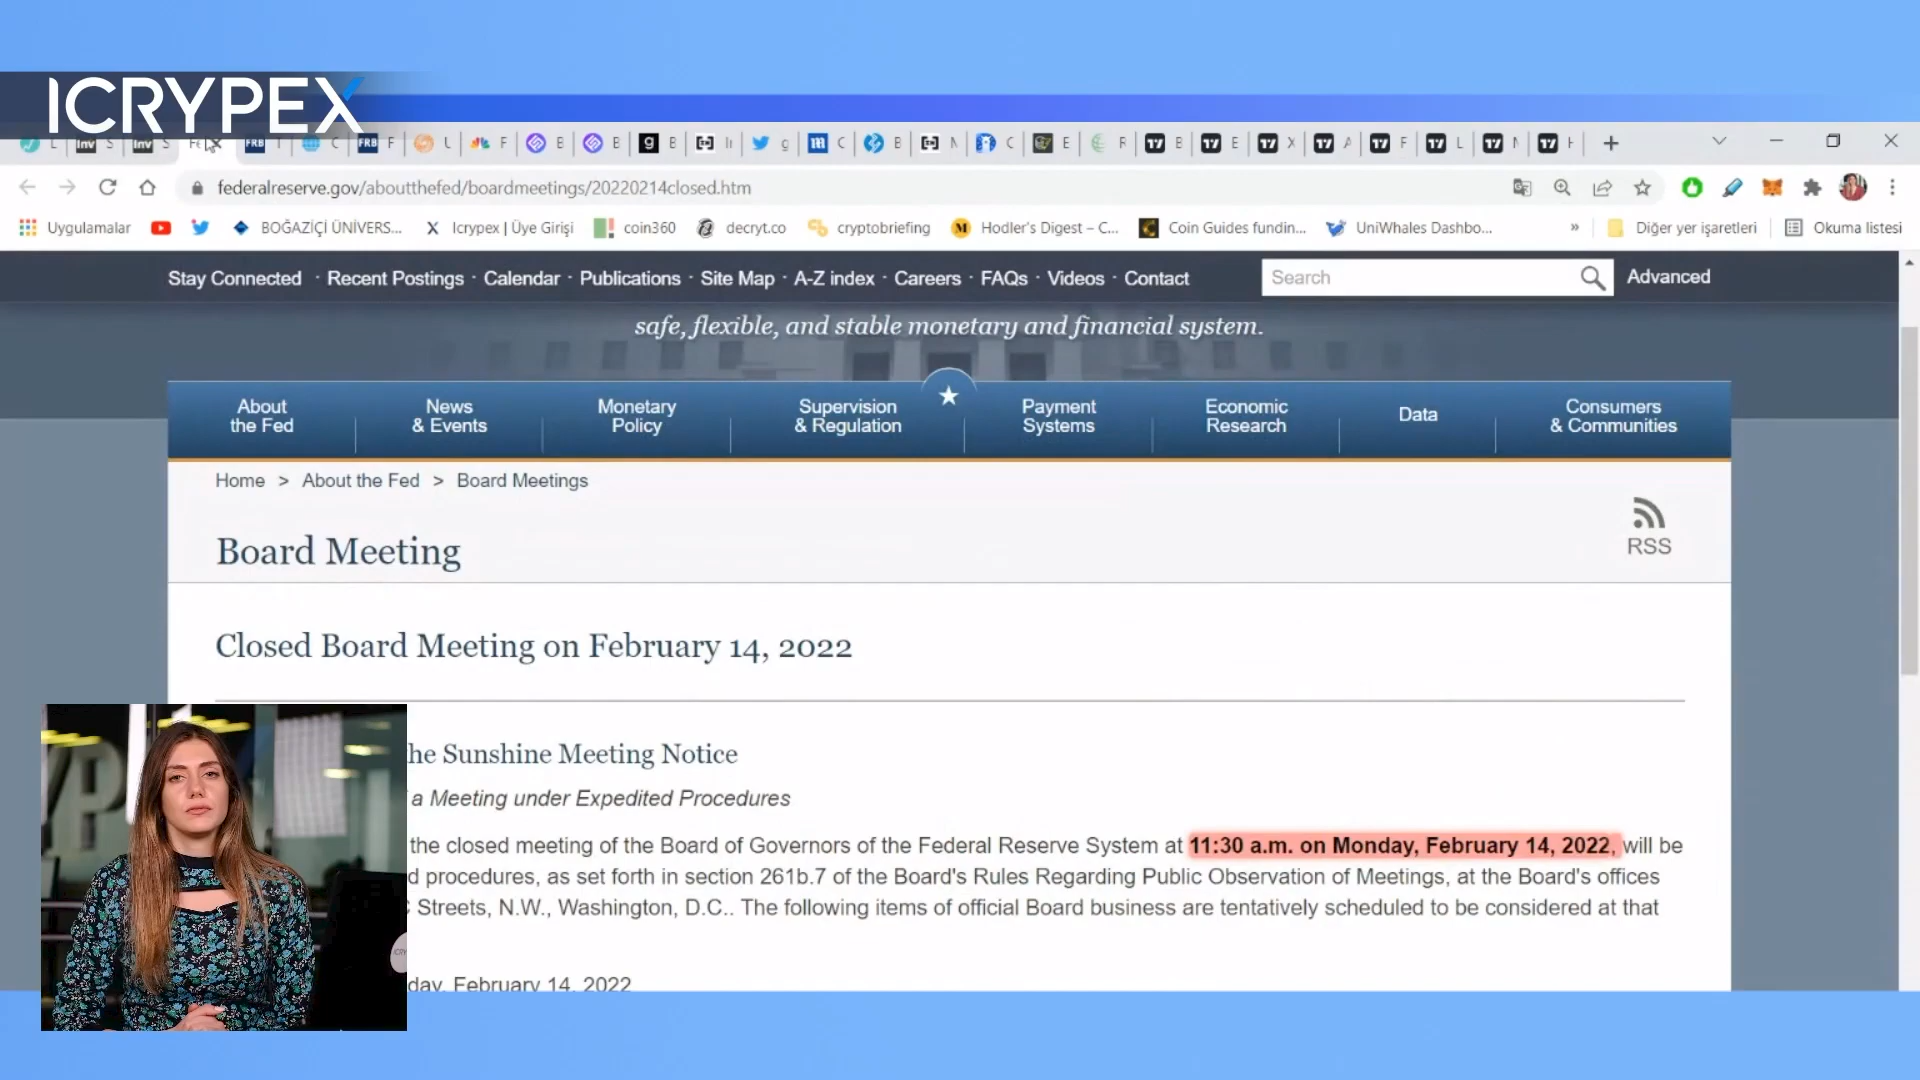 ICRYPEX
L Inv S Inv S Fe FRB T C FRB F U F B B g B In g C B M C E R B E X A F L N H
federalreserve.gov/aboutthefed/boardmeetings/20220214closed.htm
Uygulamalar BOĞAZİÇİ ÜNİVERS... Icrypex | Üye Girişi coin360 decryt.co cryptobriefing Hodler's Digest – C... Coin Guides fundin... UniWhales Dashbo... » Diğer yer işaretleri Okuma listesi
Stay Connected · Recent Postings · Calendar · Publications · Site Map · A-Z index · Careers · FAQs · Videos · Contact Search Advanced
safe, flexible, and stable monetary and financial system.
About
the Fed
News
& Events
Monetary
Policy
Supervision
& Regulation
Payment
Systems
Economic
Research
Data
Consumers
& Communities
Home > About the Fed > Board Meetings
RSS
Board Meeting
Closed Board Meeting on February 14, 2022
he Sunshine Meeting Notice
a Meeting under Expedited Procedures
the closed meeting of the Board of Governors of the Federal Reserve System at 11:30 a.m. on Monday, February 14, 2022, will be
d procedures, as set forth in section 261b.7 of the Board's Rules Regarding Public Observation of Meetings, at the Board's offices
Streets, N.W., Washington, D.C.. The following items of official Board business are tentatively scheduled to be considered at that
day, February 14, 2022